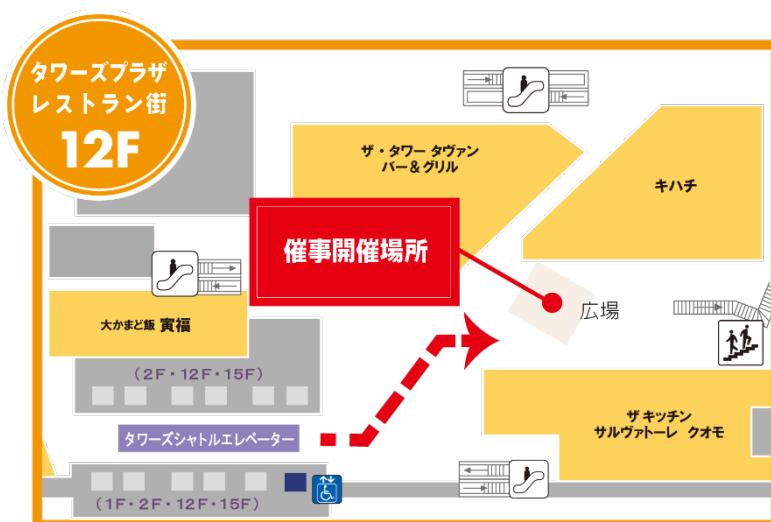 タワーズプラザ
レストラン街
12F
ザ・タワー タヴァン
バー&グリル
キハチ
催事開催場所
広場
大かまど飯 寅福
(2F・12F・15F)
タワーズシャトルエレベーター
ザ キッチン
サルヴァトーレ クオモ
(1F・2F・12F・15F)